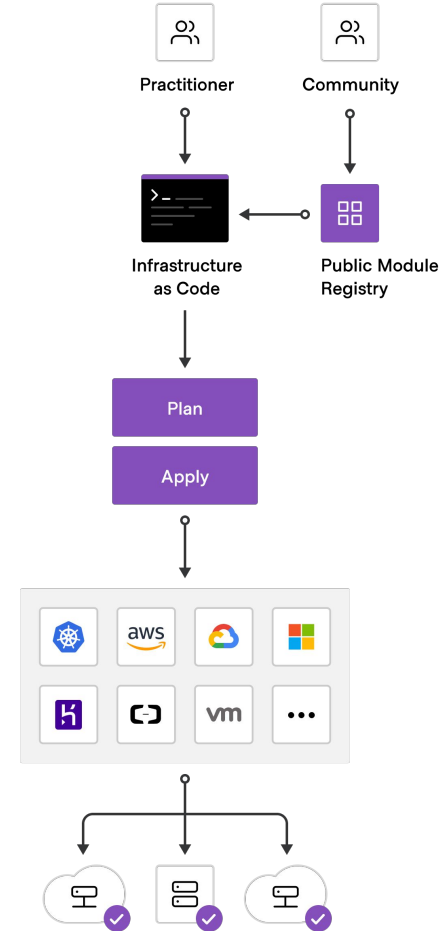 Practitioner
Community
Infrastructure
as Code
Public Module
Registry
Plan
Apply
aws
vm